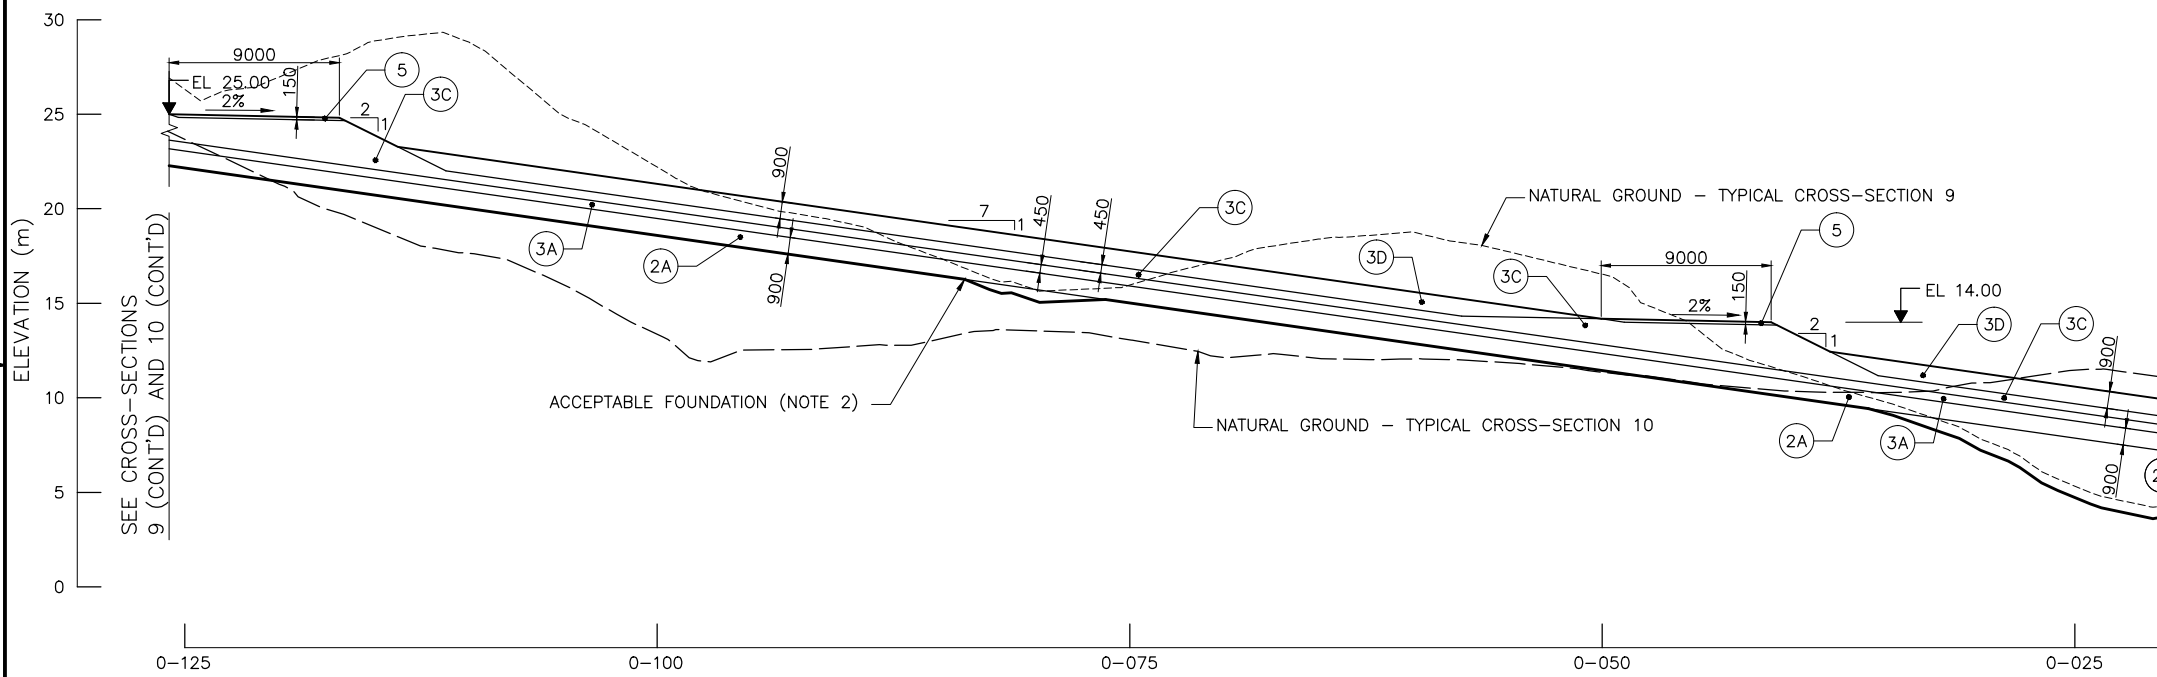 30
25
20
15
10
5
0
ELEVATION (m)
SEE CROSS-SECTIONS
9 (CONT'D) AND 10 (CONT'D)
9000
EL 25.00
150
2%
5
3C
2
1
900
3A
2A
900
7
1
450
450
3C
NATURAL GROUND - TYPICAL CROSS-SECTION 9
3D
3C
9000
5
150
2%
EL 14.00
2
1
3D
3C
900
ACCEPTABLE FOUNDATION (NOTE 2)
NATURAL GROUND - TYPICAL CROSS-SECTION 10
2A
3A
900
2
0-125
0-100
0-075
0-050
0-025